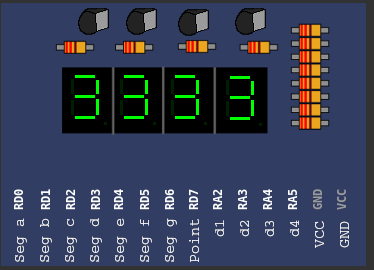 3333
Seg a RD0
Seg b RD1
Seg c RD2
Seg d RD3
Seg e RD4
Seg f RD5
Seg g RD6
Point RD7
d1 RA2
d2 RA3
d3 RA4
d4 RA5
VCC GND
GND VCC